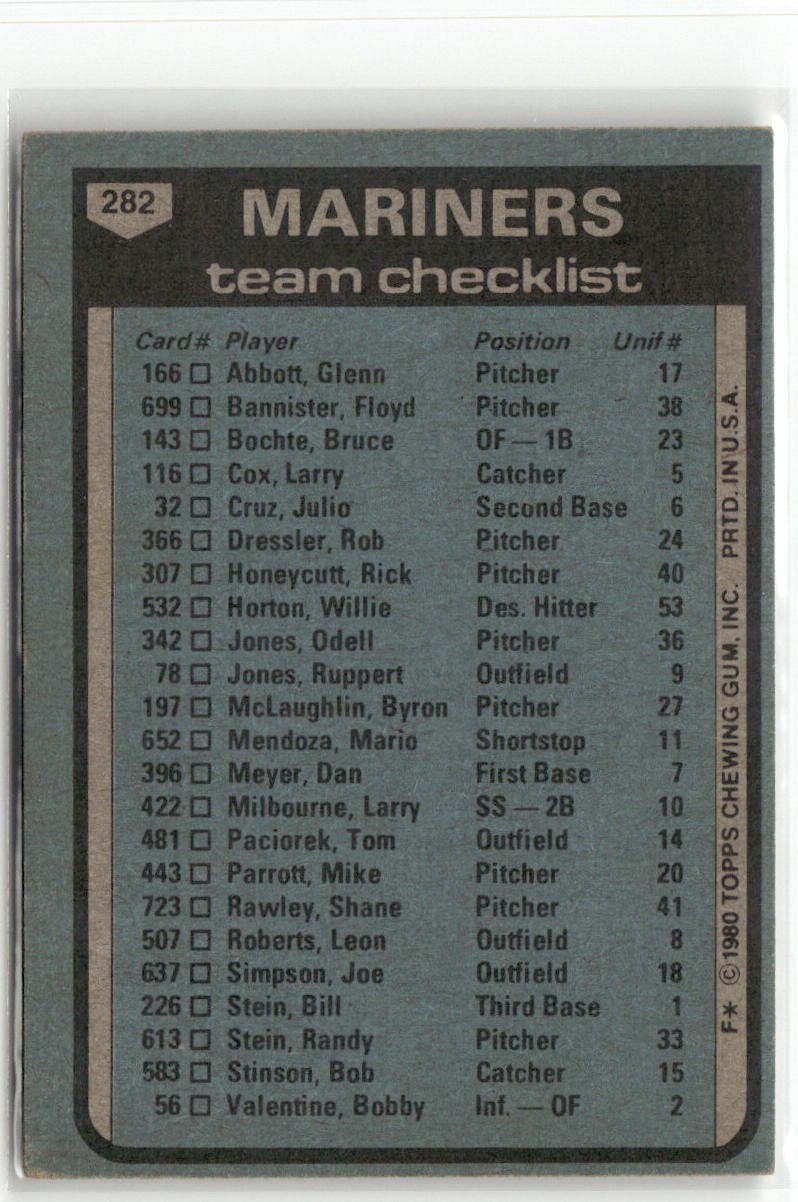 282
MARINERS
team checklist
Card# Player Position Unif#
166 ☐ Abbott, Glenn Pitcher 17
699 ☐ Bannister, Floyd Pitcher 38
143 ☐ Bochte, Bruce OF — 1B 23
116 ☐ Cox, Larry Catcher 5
32 ☐ Cruz, Julio Second Base 6
366 ☐ Dressler, Rob Pitcher 24
307 ☐ Honeycutt, Rick Pitcher 40
532 ☐ Horton, Willie Des. Hitter 53
342 ☐ Jones, Odell Pitcher 36
78 ☐ Jones, Ruppert Outfield 9
197 ☐ McLaughlin, Byron Pitcher 27
652 ☐ Mendoza, Mario Shortstop 11
396 ☐ Meyer, Dan First Base 7
422 ☐ Milbourne, Larry SS — 2B 10
481 ☐ Paciorek, Tom Outfield 14
443 ☐ Parrott, Mike Pitcher 20
723 ☐ Rawley, Shane Pitcher 41
507 ☐ Roberts, Leon Outfield 8
637 ☐ Simpson, Joe Outfield 18
226 ☐ Stein, Bill Third Base 1
613 ☐ Stein, Randy Pitcher 33
583 ☐ Stinson, Bob Catcher 15
56 ☐ Valentine, Bobby Inf. — OF 2
F* © 1980 TOPPS CHEWING GUM, INC. PRTD. IN U.S.A.